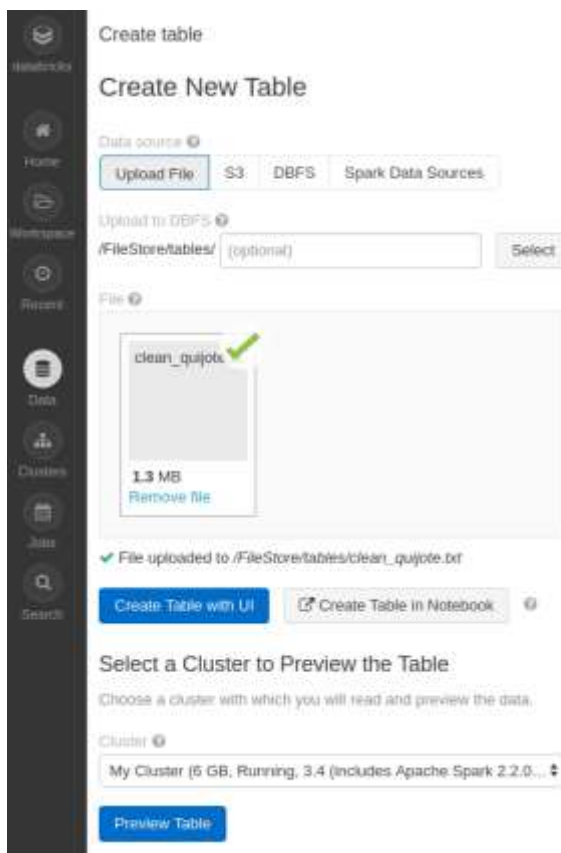 databricks
Home
Workspace
Recent
Data
Clusters
Jobs
Search
Create table
Create New Table
Data source
Upload File S3 DBFS Spark Data Sources
Upload to DBFS
/FileStore/tables/ (optional) Select
File
clean_quijote
1.3 MB
Remove file
File uploaded to /FileStore/tables/clean_quijote.txt
Create Table with UI Create Table in Notebook
Select a Cluster to Preview the Table
Choose a cluster with which you will read and preview the data.
Cluster
My Cluster (6 GB, Running, 3.4 (includes Apache Spark 2.2.0...
Preview Table